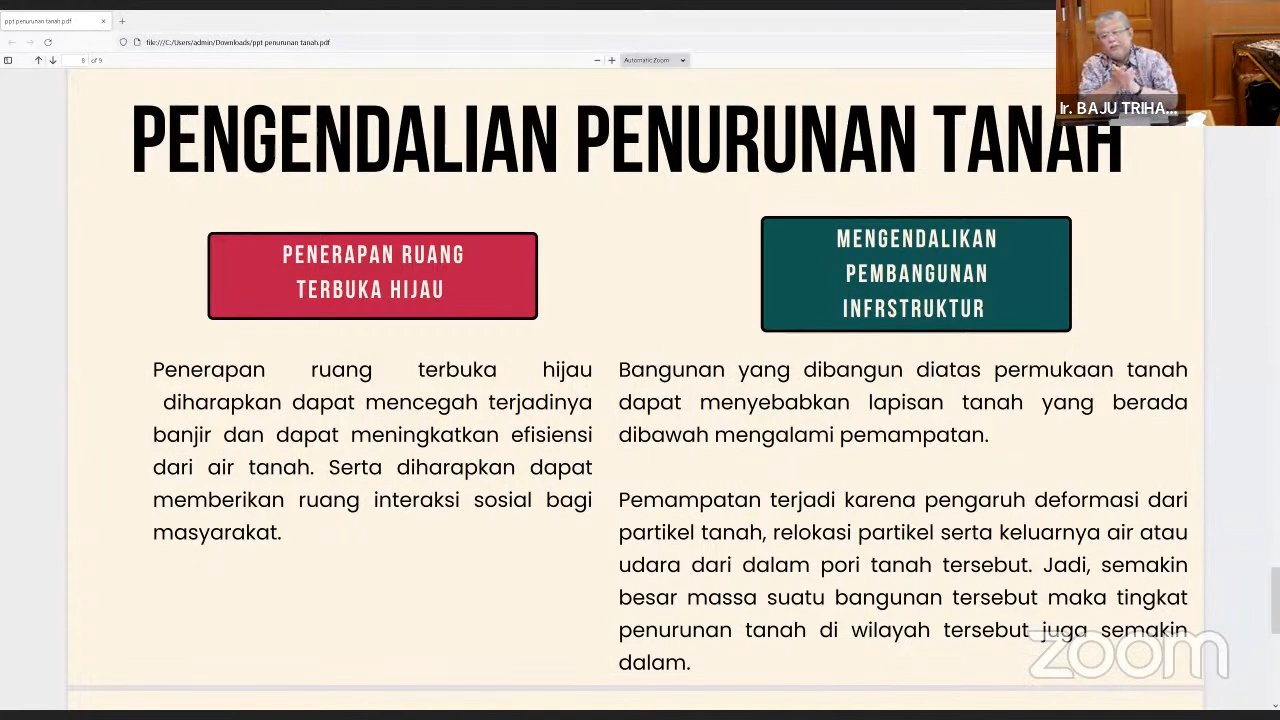 ppt penurunan tanah.pdf
file:///C:/Users/admin/Downloads/ppt penurunan tanah.pdf
8 of 9
Automatic Zoom
Ir. BAJU TRIHA...
PENGENDALIAN PENURUNAN TANAH
PENERAPAN RUANG
TERBUKA HIJAU
Penerapan ruang terbuka hijau
diharapkan dapat mencegah terjadinya
banjir dan dapat meningkatkan efisiensi
dari air tanah. Serta diharapkan dapat
memberikan ruang interaksi sosial bagi
masyarakat.
MENGENDALIKAN
PEMBANGUNAN
INFRSTRUKTUR
Bangunan yang dibangun diatas permukaan tanah
dapat menyebabkan lapisan tanah yang berada
dibawah mengalami pemampatan.
Pemampatan terjadi karena pengaruh deformasi dari
partikel tanah, relokasi partikel serta keluarnya air atau
udara dari dalam pori tanah tersebut. Jadi, semakin
besar massa suatu bangunan tersebut maka tingkat
penurunan tanah di wilayah tersebut juga semakin
dalam.
zoom